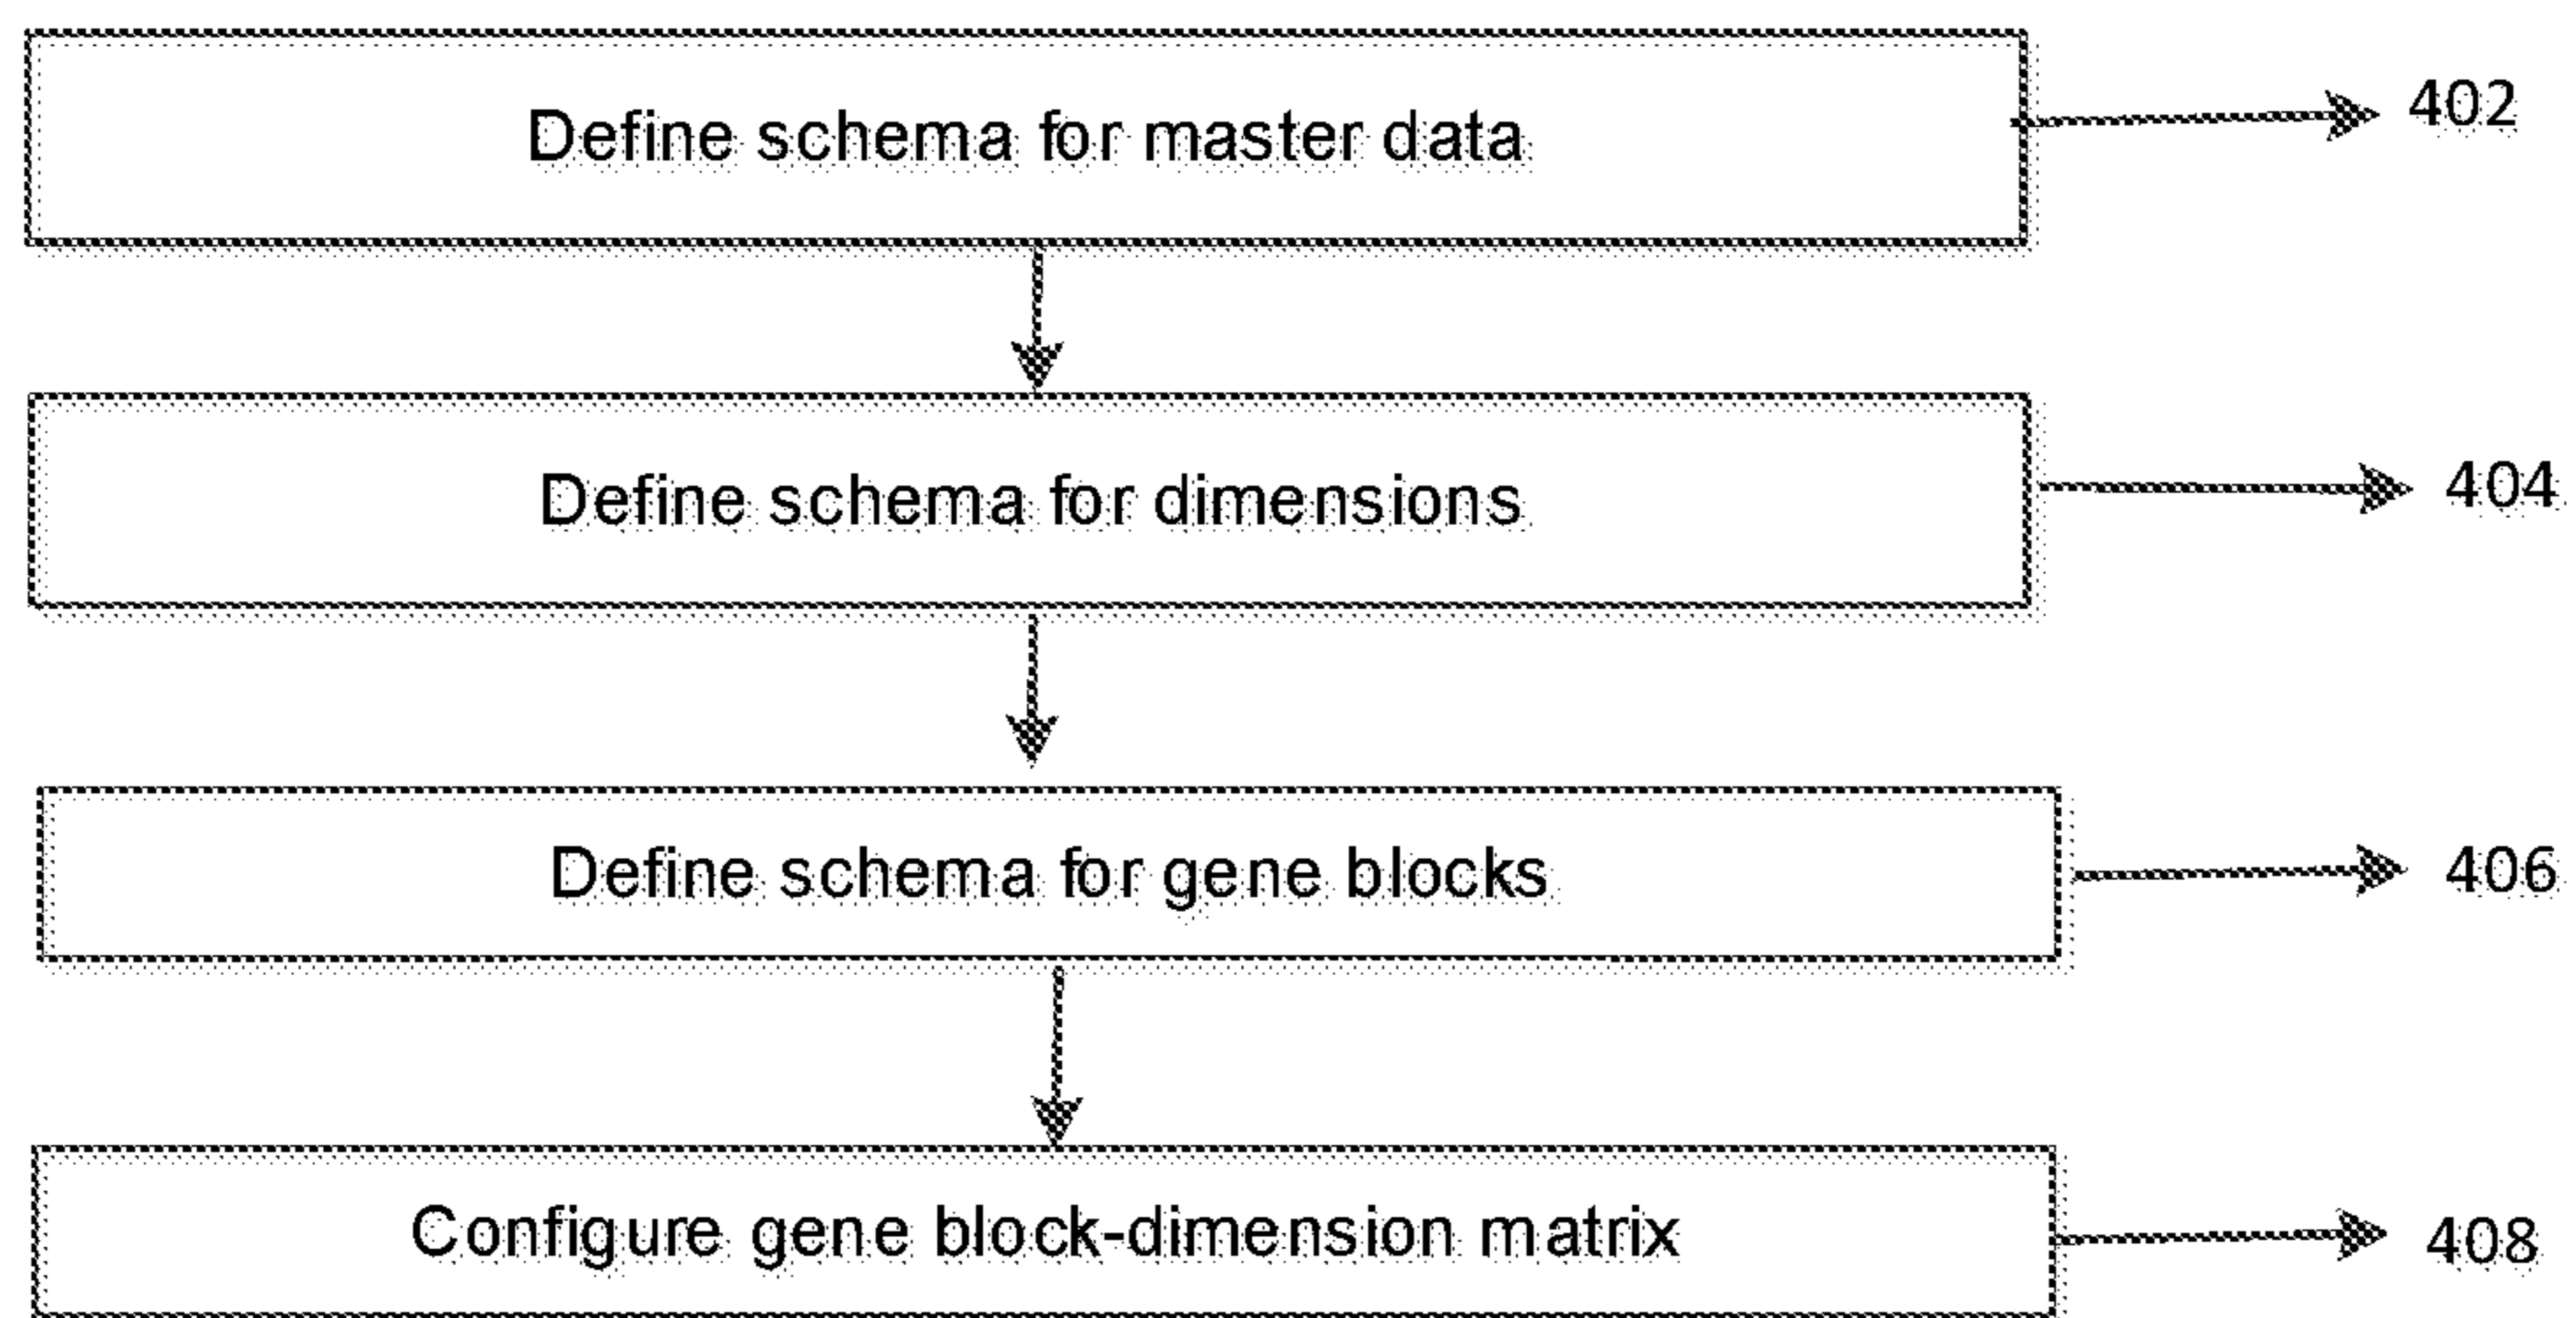 Define schema for master data
402
Define schema for dimensions
404
Define schema for gene blocks
406
Configure gene block-dimension matrix
408